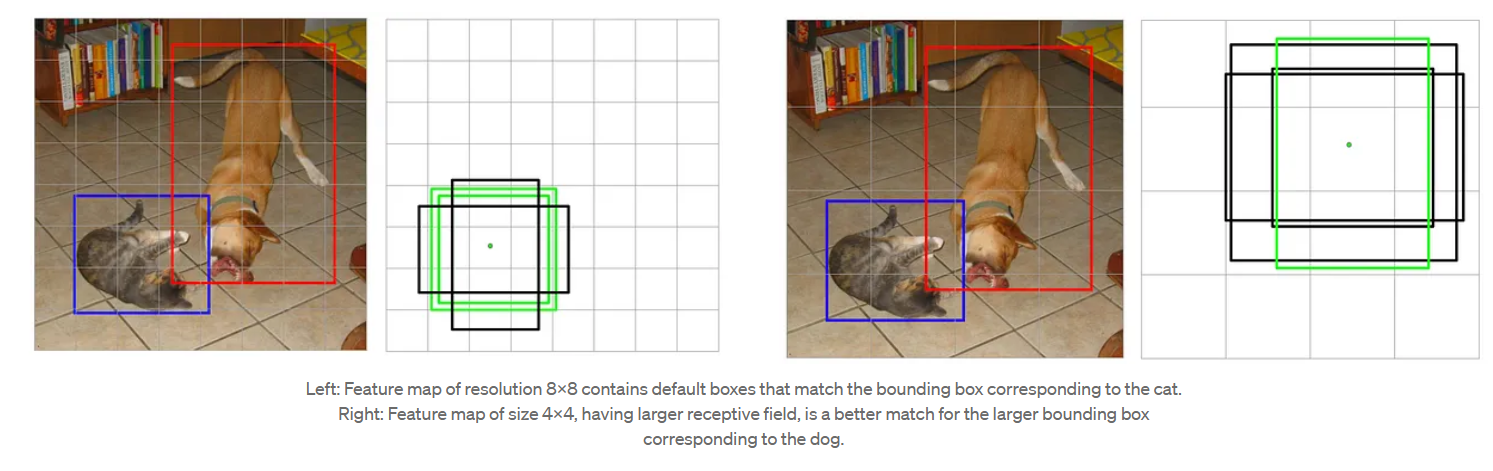 Left: Feature map of resolution 8×8 contains default boxes that match the bounding box corresponding to the cat.
Right: Feature map of size 4×4, having larger receptive field, is a better match for the larger bounding box
corresponding to the dog.